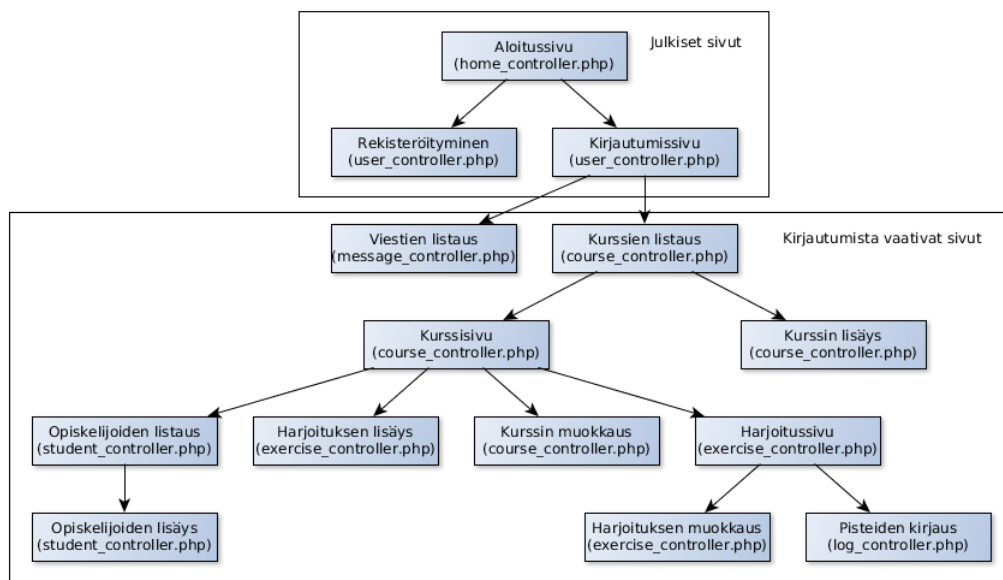 Julkiset sivut
Aloitussivu
(home_controller.php)
Rekisteröityminen
(user_controller.php)
Kirjautumissivu
(user_controller.php)
Kirjautumista vaativat sivut
Viestien listaus
(message_controller.php)
Kurssien listaus
(course_controller.php)
Kurssisivu
(course_controller.php)
Kurssin lisäys
(course_controller.php)
Opiskelijoiden listaus
(student_controller.php)
Harjoituksen lisäys
(exercise_controller.php)
Kurssin muokkaus
(course_controller.php)
Harjoitussivu
(exercise_controller.php)
Opiskelijoiden lisäys
(student_controller.php)
Harjoituksen muokkaus
(exercise_controller.php)
Pisteiden kirjaus
(log_controller.php)